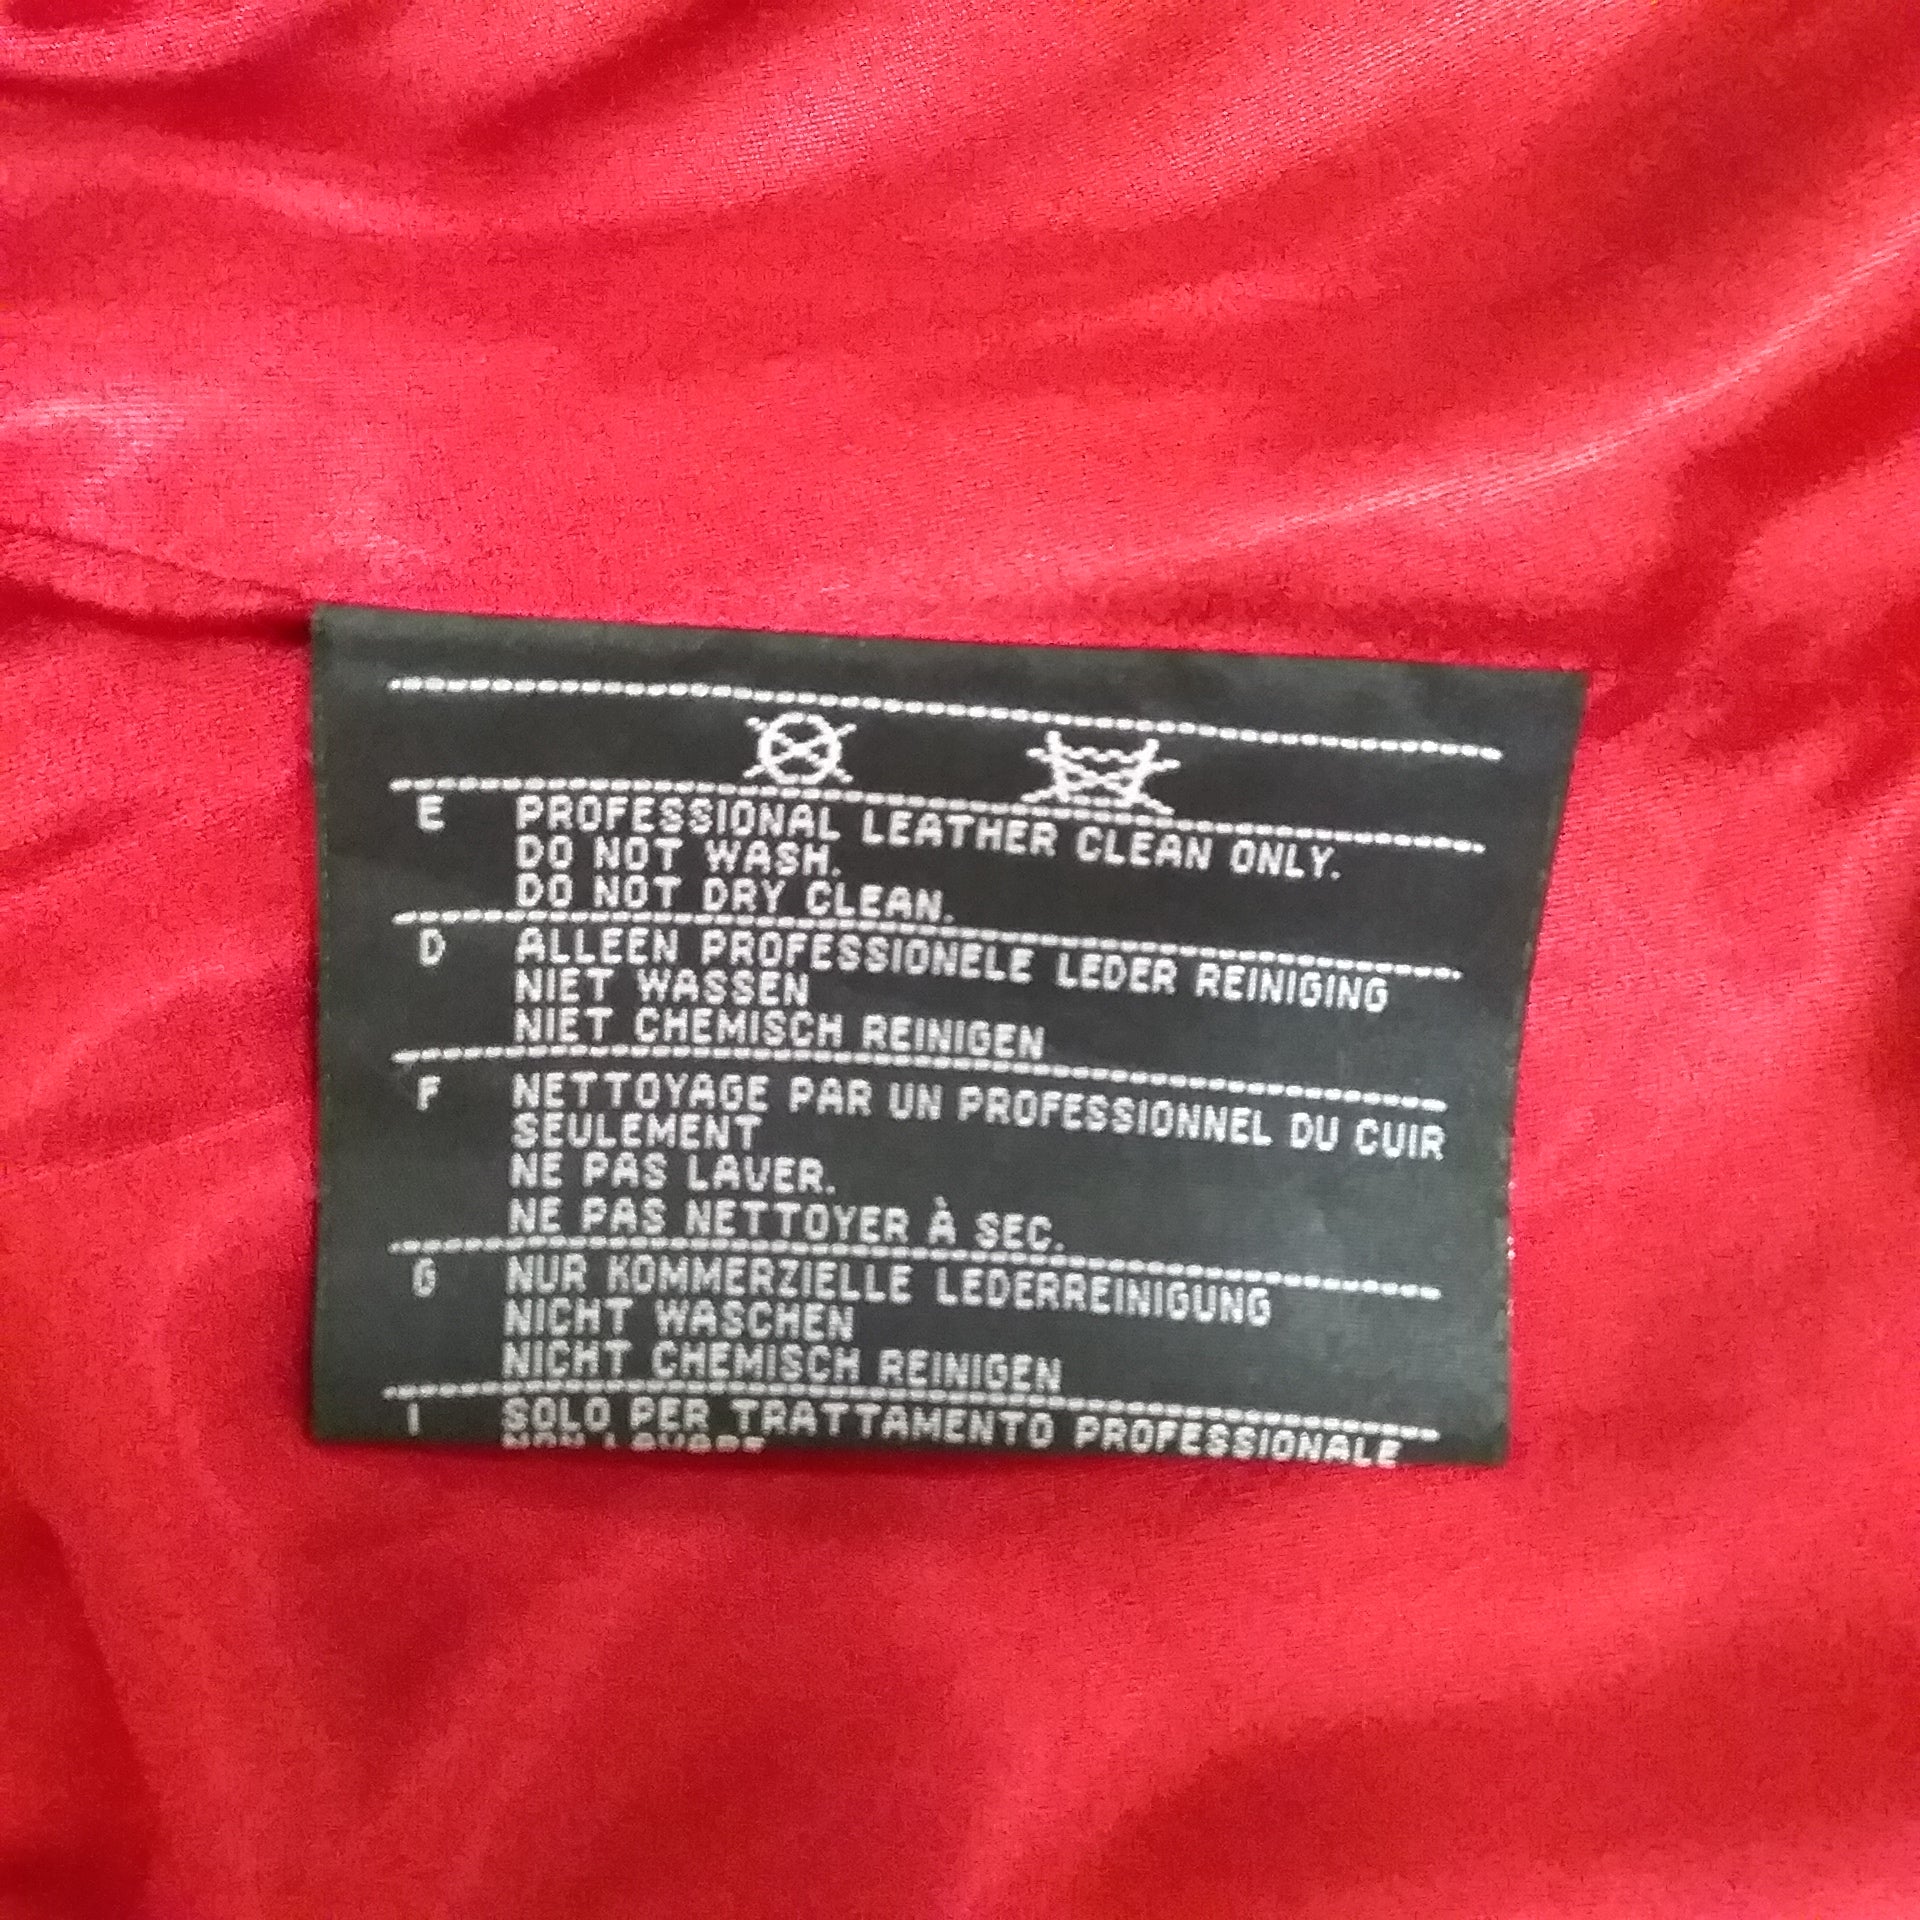 E PROFESSIONAL LEATHER CLEAN ONLY.
DO NOT WASH.
DO NOT DRY CLEAN.
D ALLEEN PROFESSIONELE LEDER REINIGING
NIET WASSEN
NIET CHEMISCH REINIGEN
F NETTOYAGE PAR UN PROFESSIONNEL DU CUIR
SEULEMENT
NE PAS LAVER.
NE PAS NETTOYER À SEC.
G NUR KOMMERZIELLE LEDERREINIGUNG
NICHT WASCHEN
NICHT CHEMISCH REINIGEN
I SOLO PER TRATTAMENTO PROFESSIONALE